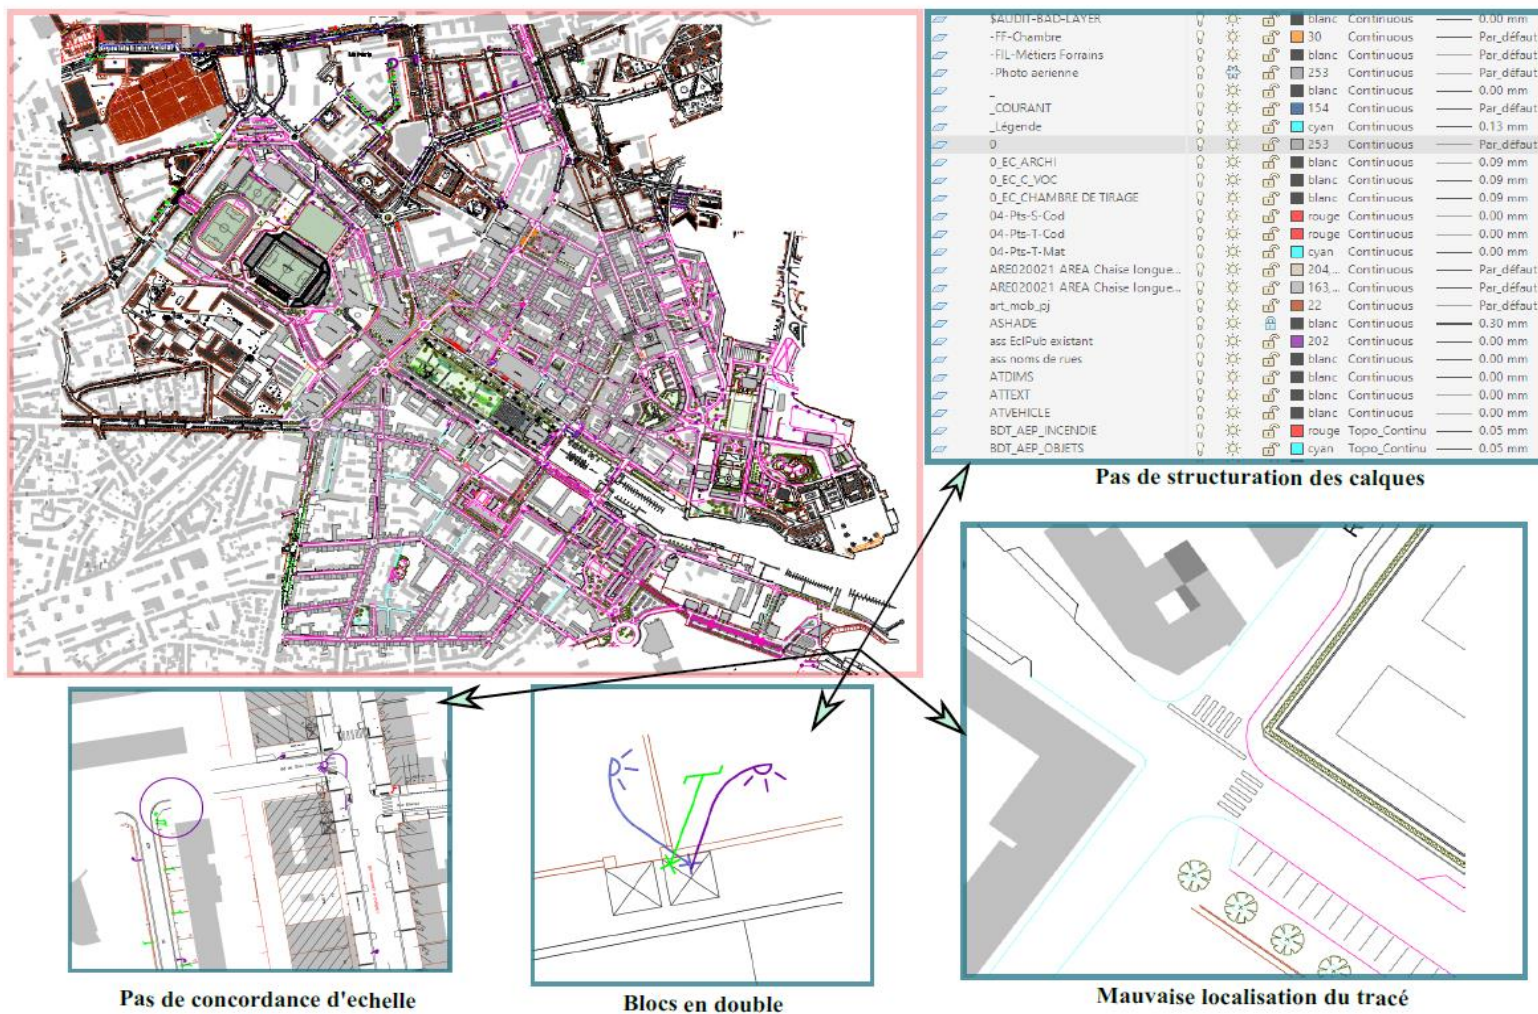 $AUDIT-BAD-LAYER blanc Continuous 0.00 mm
-FF-Chambre 30 Continuous Par_défaut
-FIL-Métiers Forrains blanc Continuous Par_défaut
-Photo aerienne 253 Continuous Par_défaut
_ blanc Continuous 0.00 mm
_COURANT 154 Continuous Par_défaut
_Légende cyan Continuous 0.13 mm
0 253 Continuous Par_défaut
0_EC_ARCHI blanc Continuous 0.09 mm
0_EC_C_VOC blanc Continuous 0.09 mm
0_EC_CHAMBRE DE TIRAGE blanc Continuous 0.09 mm
04-Pts-S-Cod rouge Continuous 0.00 mm
04-Pts-T-Cod rouge Continuous 0.00 mm
04-Pts-T-Mat cyan Continuous 0.00 mm
ARE020021 AREA Chaise longue... 204,... Continuous Par_défaut
ARE020021 AREA Chaise longue... 163,... Continuous Par_défaut
art_mob_pj 22 Continuous Par_défaut
ASHADE blanc Continuous 0.30 mm
ass EclPub existant 202 Continuous 0.00 mm
ass noms de rues blanc Continuous 0.00 mm
ATDIMS blanc Continuous 0.00 mm
ATTEXT blanc Continuous 0.00 mm
ATVEHICLE blanc Continuous 0.00 mm
BDT_AEP_INCENDIE rouge Topo_Continu 0.05 mm
BDT_AEP_OBJETS cyan Topo_Continu 0.05 mm
Pas de structuration des calques
Pas de concordance d'echelle
Blocs en double
Mauvaise localisation du tracé